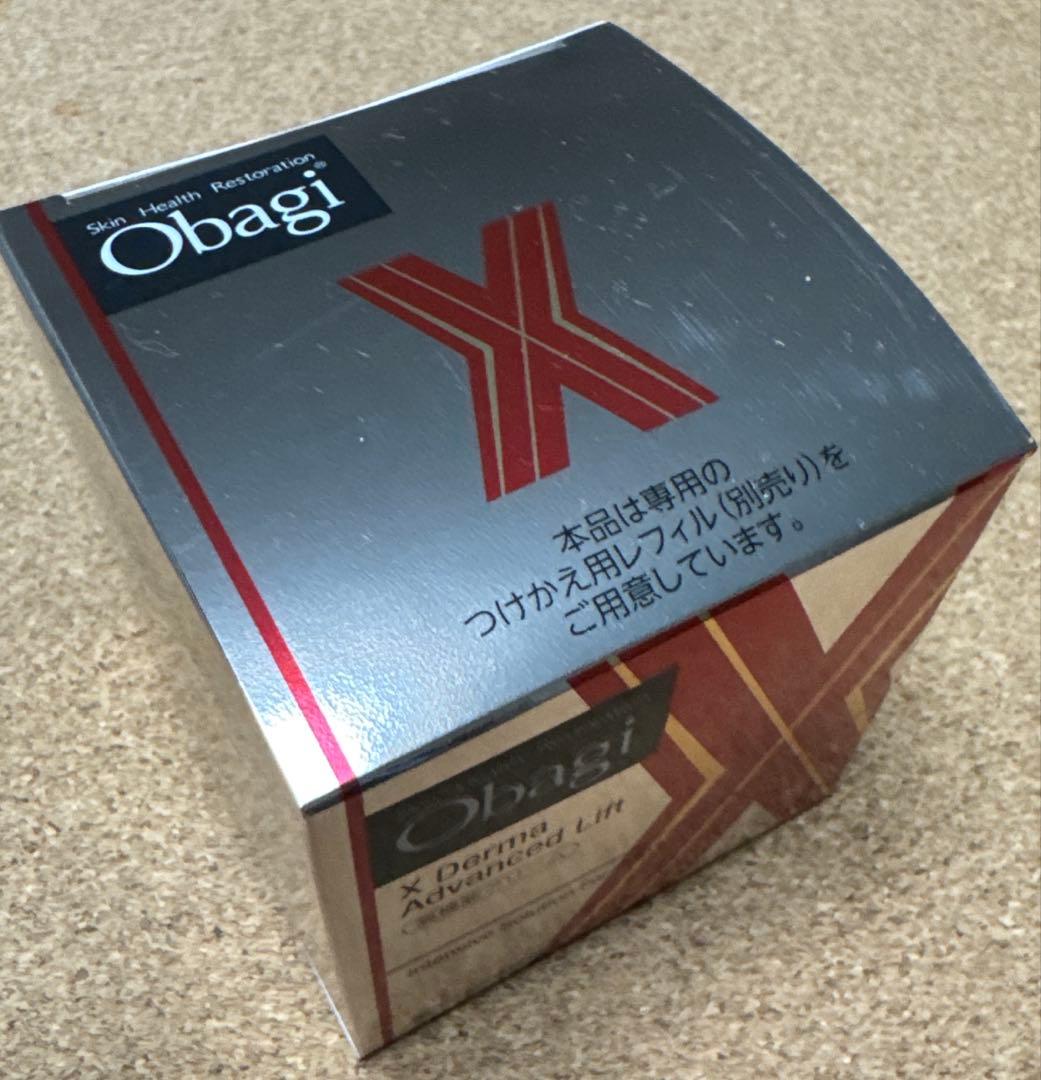 Skin Health Restoration
Obagi®
X
本品は専用の
つけかえ用レフィル(別売り)を
ご用意しています。
Obagi
X Derma
Advanced Lift
Intensive